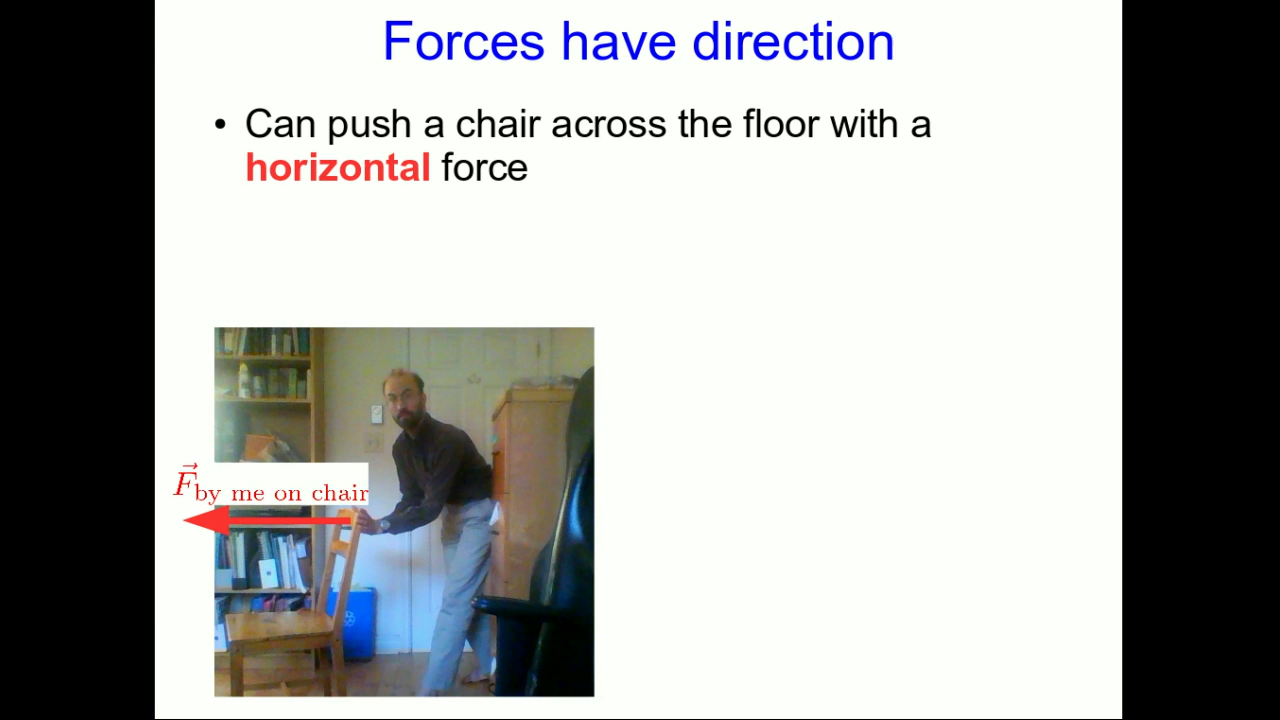 Forces have direction
• Can push a chair across the floor with a
horizontal force
F⃗by me on chair